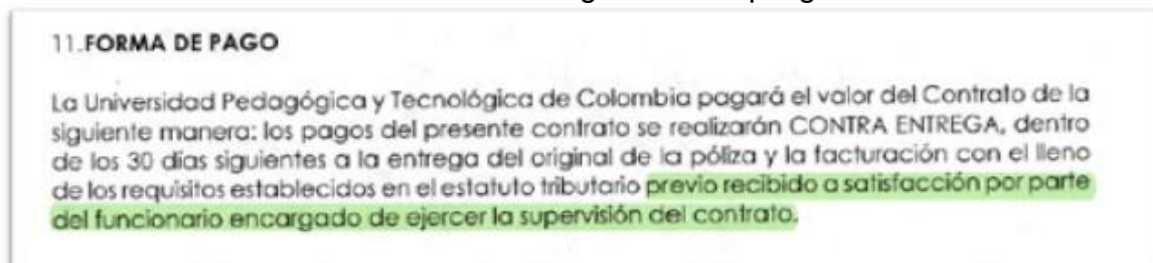 11.FORMA DE PAGO
La Universidad Pedagógica y Tecnológica de Colombia pagará el valor del Contrato de la
siguiente manera: los pagos del presente contrato se realizarán CONTRA ENTREGA, dentro
de los 30 días siguientes a la entrega del original de la póliza y la facturación con el lleno
de los requisitos establecidos en el estatuto tributario previo recibido a satisfacción por parte
del funcionario encargado de ejercer la supervisión del contrato.